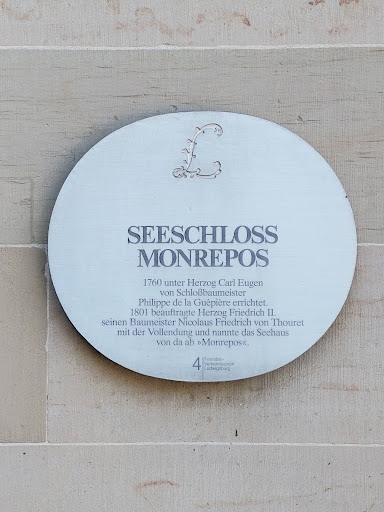 L
SEESCHLOSS
MONREPOS
1760 unter Herzog Carl Eugen
von Schloßbaumeister
Philippe de la Guêpière errichtet.
1801 beauftragte Herzog Friedrich II.
seinen Baumeister Nicolaus Friedrich von Thouret
mit der Vollendung und nannte das Seehaus
von da ab »Monrepos«.
4
Ludwigsburg